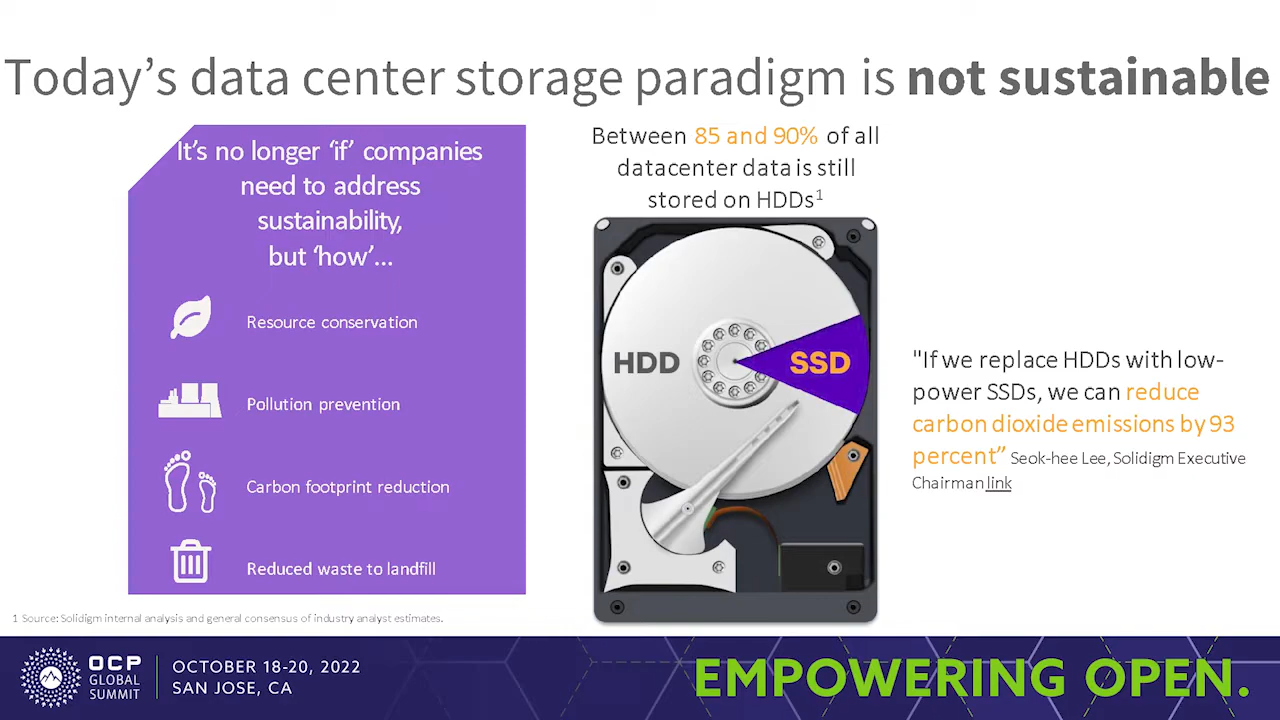 Today’s data center storage paradigm is not sustainable
It’s no longer ‘if’ companies
need to address
sustainability,
but ‘how’...
Resource conservation
Pollution prevention
Carbon footprint reduction
Reduced waste to landfill
Between 85 and 90% of all
datacenter data is still
stored on HDDs¹
HDD
SSD
"If we replace HDDs with low-
power SSDs, we can reduce
carbon dioxide emissions by 93
percent” Seok-hee Lee, Solidigm Executive
Chairman link
1 Source: Solidigm internal analysis and general consensus of industry analyst estimates.
OCP
GLOBAL
SUMMIT
OCTOBER 18-20, 2022
SAN JOSE, CA
EMPOWERING OPEN.